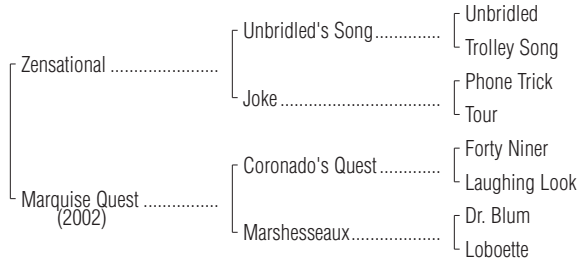 Unbridled
Unbridled's Song..............
Trolley Song
Zensational .....................
Phone Trick
Joke..................................
Tour
Forty Niner
Coronado's Quest.............
Laughing Look
Marquise Quest ...............
(2002)
Dr. Blum
Marshesseaux...................
Loboette